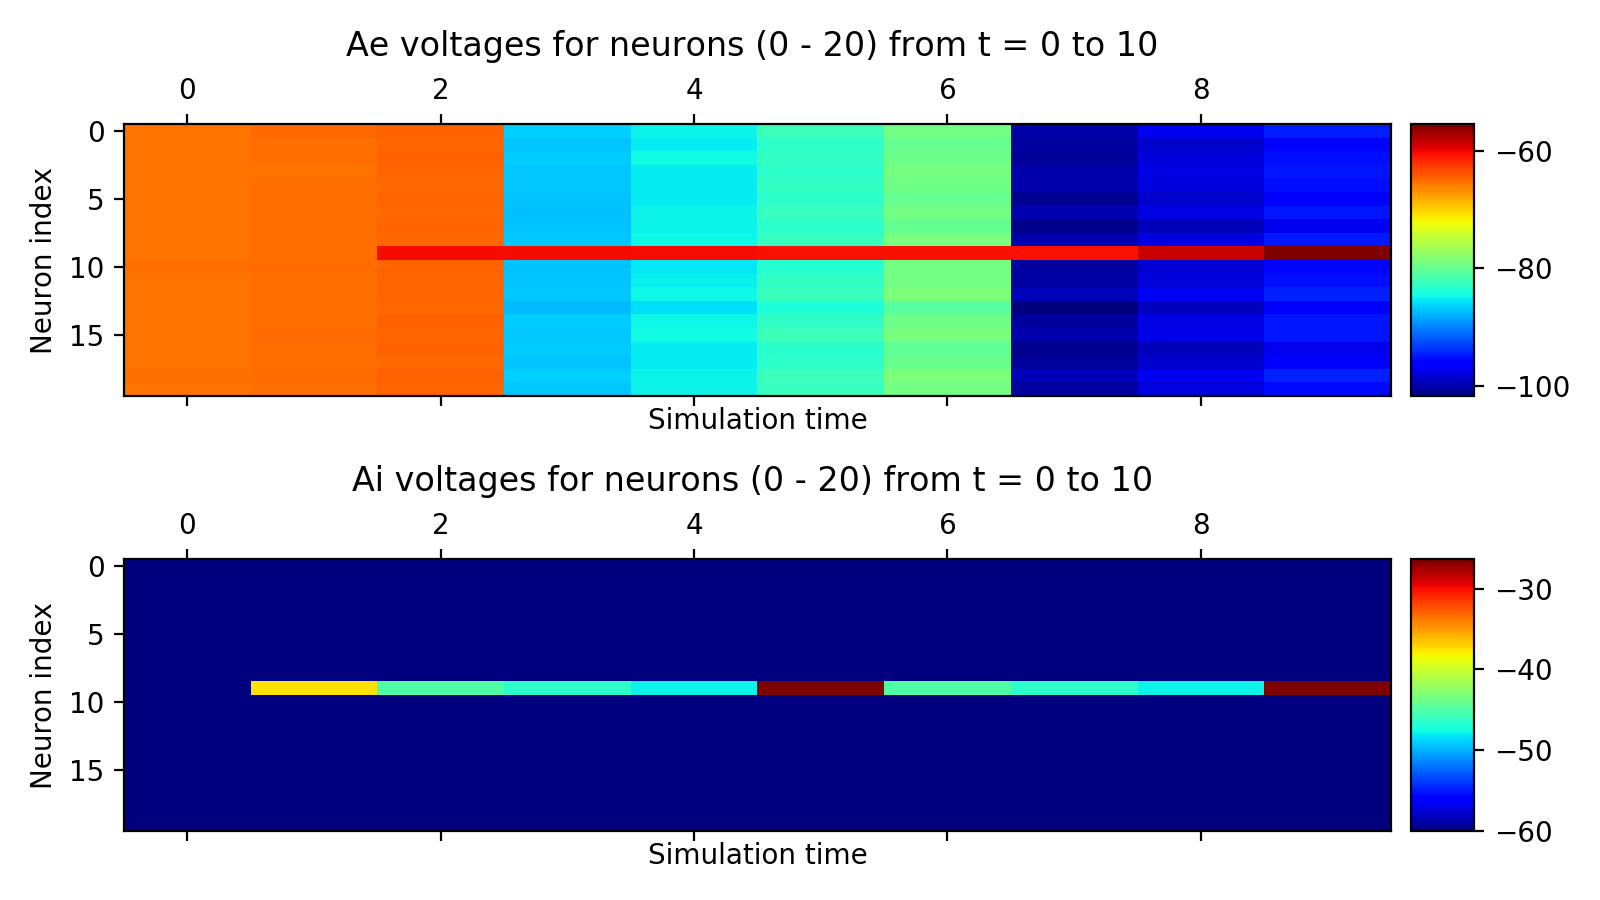 Ae voltages for neurons (0 - 20) from t = 0 to 10
0 2 4 6 8
Neuron index
0
5
10
15
−60
−80
−100
Simulation time
Ai voltages for neurons (0 - 20) from t = 0 to 10
0 2 4 6 8
Neuron index
0
5
10
15
−30
−40
−50
−60
Simulation time